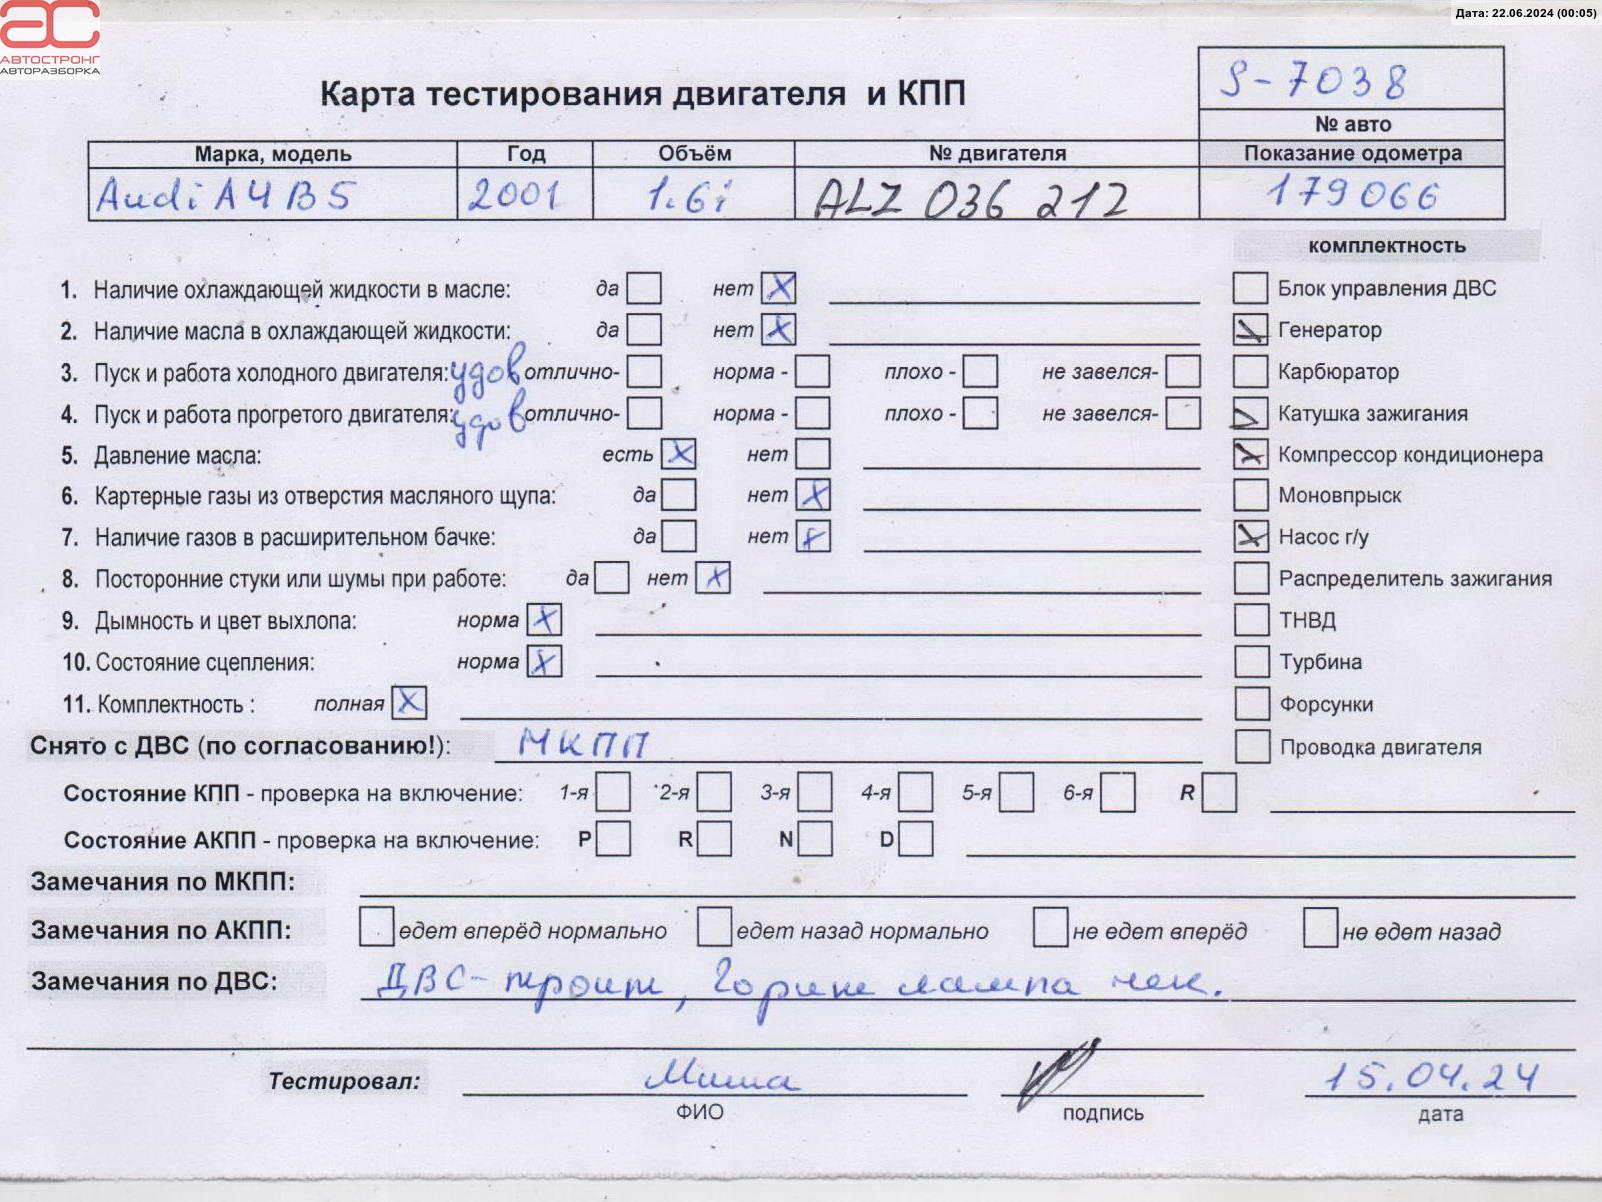 Дата: 22.06.2024 (00:05)
АС
АВТОСТРОНГ
АВТОРАЗБОРКА
Карта тестирования двигателя и КПП
S-7038
№ авто
Марка, модель Год Объём № двигателя Показание одометра
Audi A4 B5 2001 1.6i ALZ 036 212 179066
комплектность
1. Наличие охлаждающей жидкости в масле: да нет X Блок управления ДВС
2. Наличие масла в охлаждающей жидкости: да нет X Генератор
3. Пуск и работа холодного двигателя: удов отлично- норма - плохо - не завелся- Карбюратор
4. Пуск и работа прогретого двигателя: удов отлично- норма - плохо - не завелся- Катушка зажигания
5. Давление масла: есть X нет Компрессор кондиционера
6. Картерные газы из отверстия масляного щупа: да нет X Моновпрыск
7. Наличие газов в расширительном бачке: да нет X Насос г/у
8. Посторонние стуки или шумы при работе: да нет X Распределитель зажигания
9. Дымность и цвет выхлопа: норма X ТНВД
10. Состояние сцепления: норма X Турбина
11. Комплектность : полная X Форсунки
Снято с ДВС (по согласованию!): МКПП Проводка двигателя
Состояние КПП - проверка на включение: 1-я 2-я 3-я 4-я 5-я 6-я R
Состояние АКПП - проверка на включение: P R N D
Замечания по МКПП:
Замечания по АКПП: едет вперёд нормально едет назад нормально не едет вперёд не едет назад
Замечания по ДВС: ДВС-троит, Горит лампа чек.
Тестировал: Миша 15.04.24
ФИО подпись дата